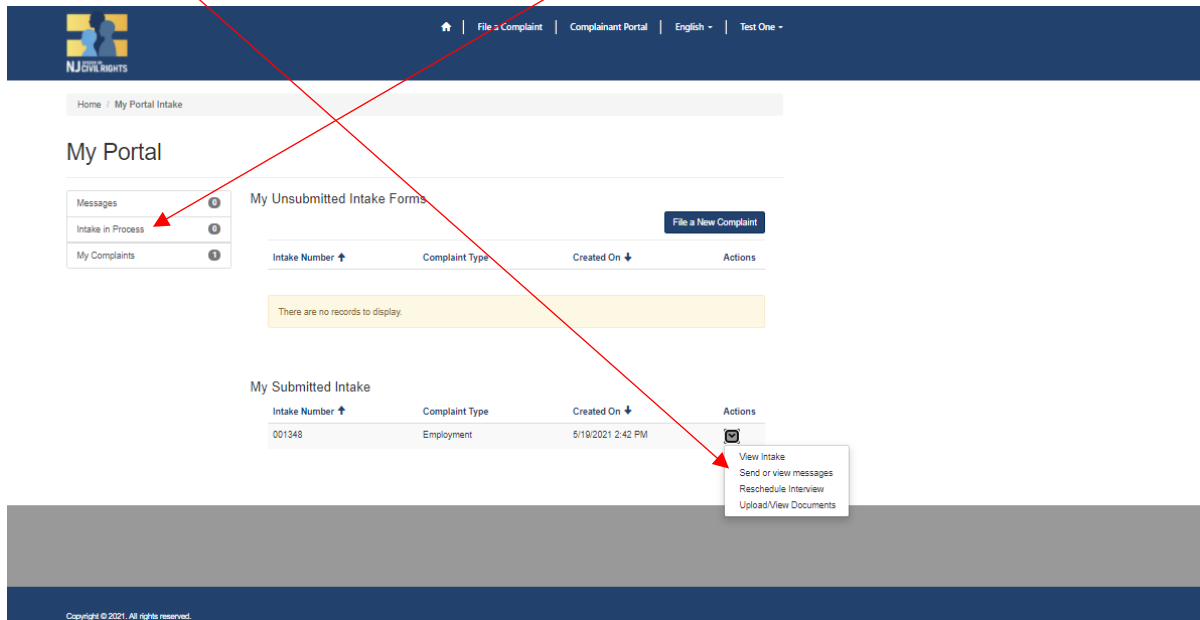 File a Complaint
Complainant Portal
English
Test One
NJ DIVISION ON CIVIL RIGHTS
Home / My Portal Intake
My Portal
Messages 0
Intake in Process 0
My Complaints 1
My Unsubmitted Intake Forms
File a New Complaint
Intake Number Complaint Type Created On Actions
There are no records to display.
My Submitted Intake
Intake Number Complaint Type Created On Actions
001348 Employment 5/19/2021 2:42 PM
View Intake
Send or view messages
Reschedule Interview
Upload/View Documents
Copyright © 2021. All rights reserved.